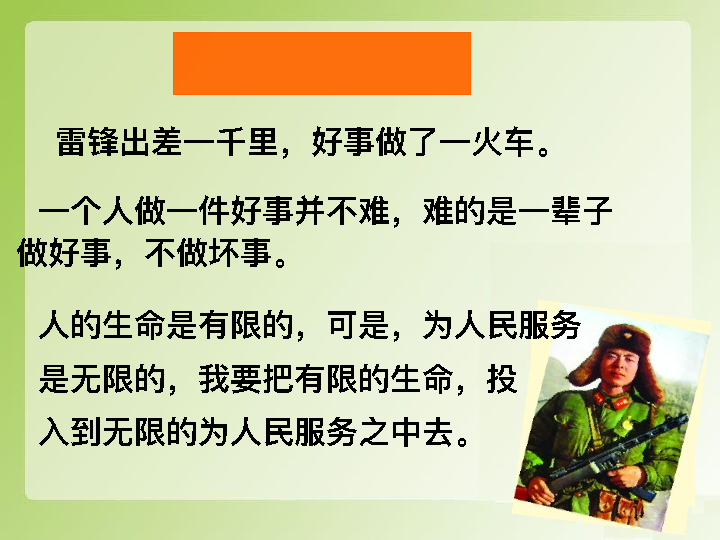 雷锋出差一千里，好事做了一火车。
一个人做一件好事并不难，难的是一辈子
做好事，不做坏事。
人的生命是有限的，可是，为人民服务
是无限的，我要把有限的生命，投
入到无限的为人民服务之中去。